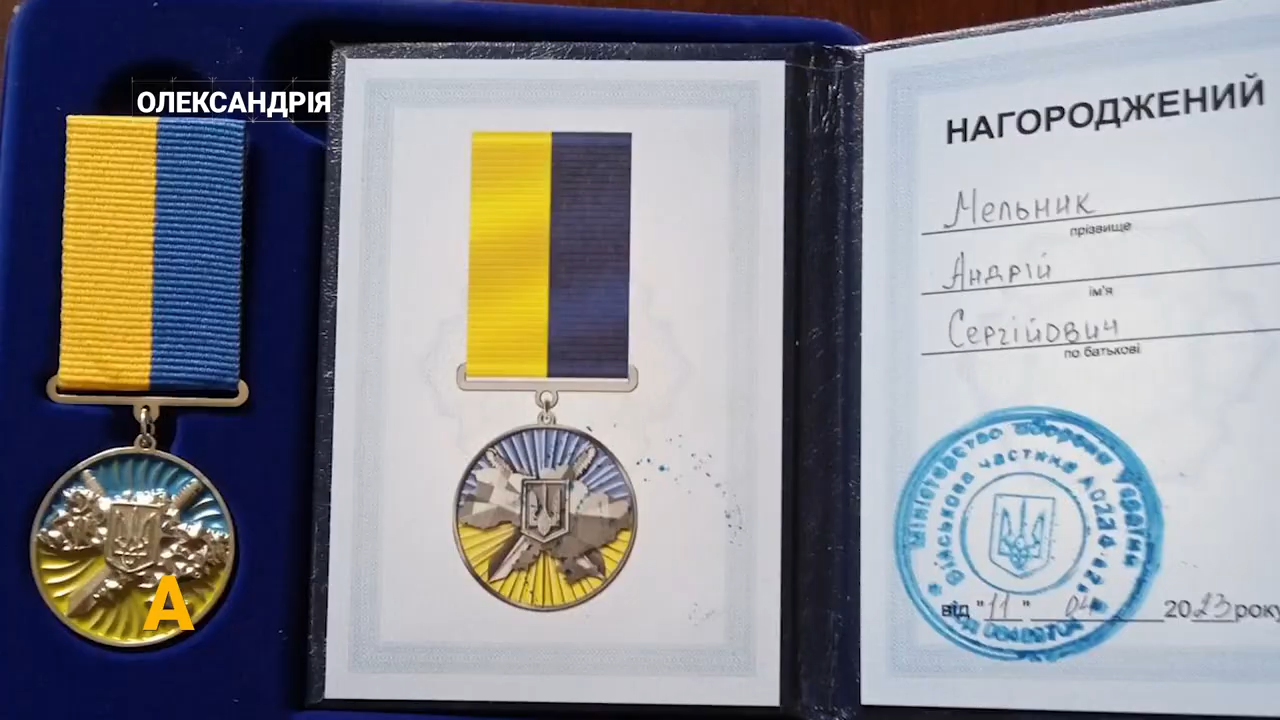 ОЛЕКСАНДРІЯ
А
НАГОРОДЖЕНИЙ
Мельник
прізвище
Андрій
ім'я
Сергійович
по батькові
Міністерство оборони України
Військова частина
від "11" 04 2023 року